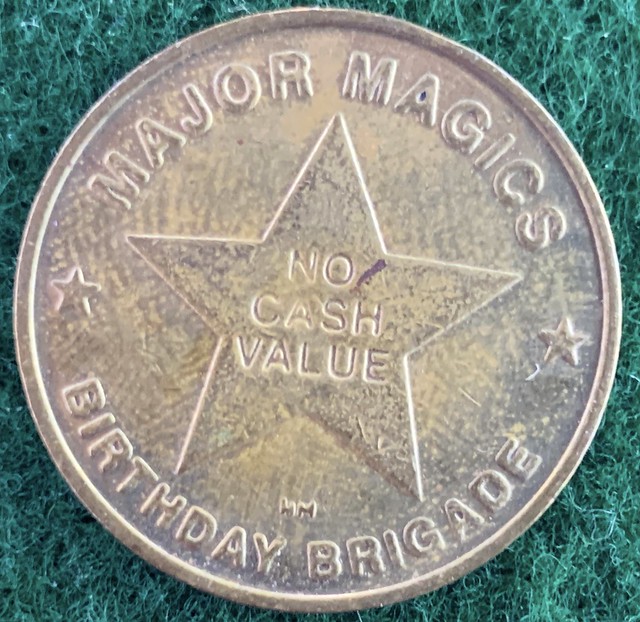 MAJOR MAGICS
NO
CASH
VALUE
HM
BIRTHDAY BRIGADE